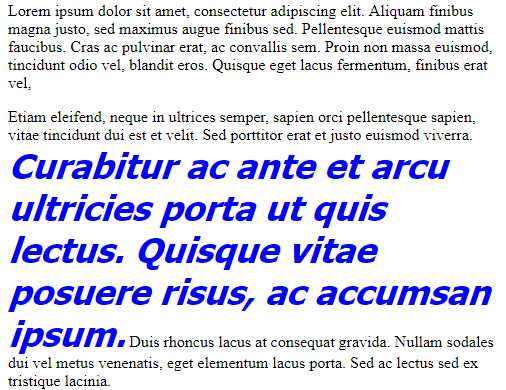 Lorem ipsum dolor sit amet, consectetur adipiscing elit. Aliquam finibus
magna justo, sed maximus augue finibus sed. Pellentesque euismod mattis
faucibus. Cras ac pulvinar erat, ac convallis sem. Proin non massa euismod,
tincidunt odio vel, blandit eros. Quisque eget lacus fermentum, finibus erat
vel,
Etiam eleifend, neque in ultrices semper, sapien orci pellentesque sapien,
vitae tincidunt dui est et velit. Sed porttitor erat et justo euismod viverra.
Curabitur ac ante et arcu
ultricies porta ut quis
lectus. Quisque vitae
posuere risus, ac accumsan
ipsum. Duis rhoncus lacus at consequat gravida. Nullam sodales
dui vel metus venenatis, eget elementum lacus porta. Sed ac lectus sed ex
tristique lacinia.